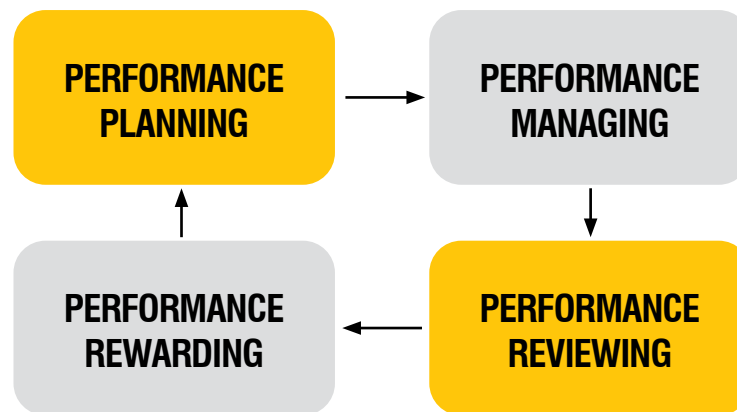 PERFORMANCE
PLANNING
PERFORMANCE
MANAGING
PERFORMANCE
REWARDING
PERFORMANCE
REVIEWING